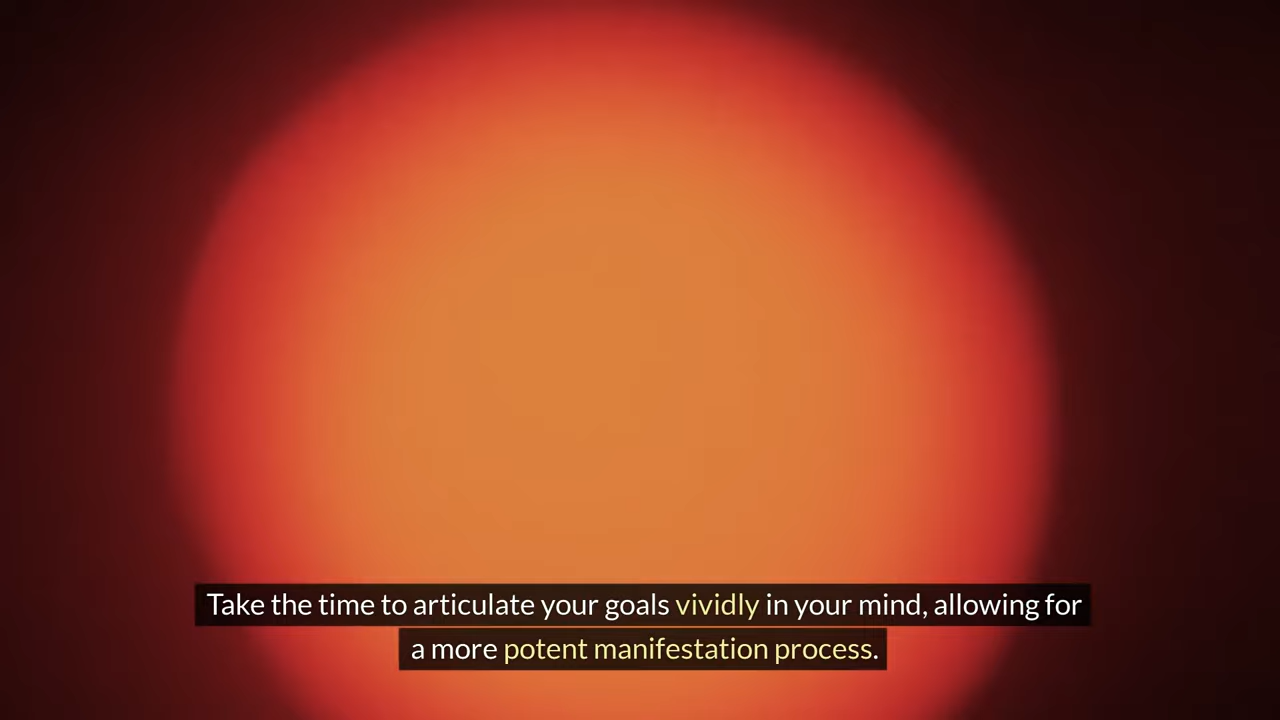 Take the time to articulate your goals vividly in your mind, allowing for
a more potent manifestation process.